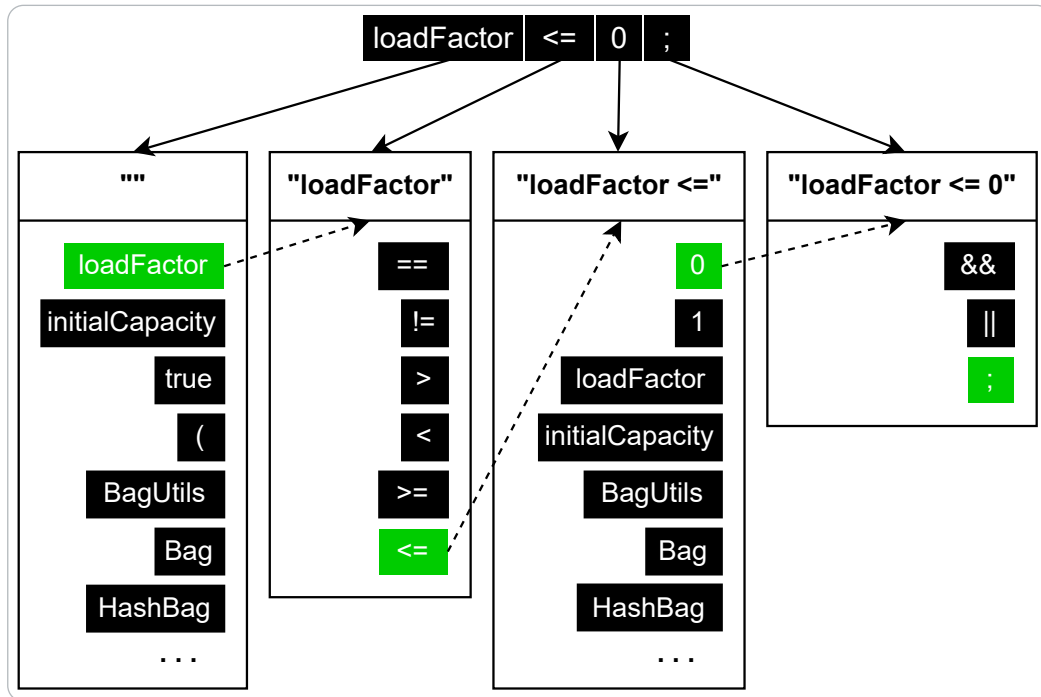 loadFactor <= 0 ;
""
loadFactor
initialCapacity
true
(
BagUtils
Bag
HashBag
...
"loadFactor"
==
!=
>
<
>=
<=
"loadFactor <="
0
1
loadFactor
initialCapacity
BagUtils
Bag
HashBag
...
"loadFactor <= 0"
&&
||
;